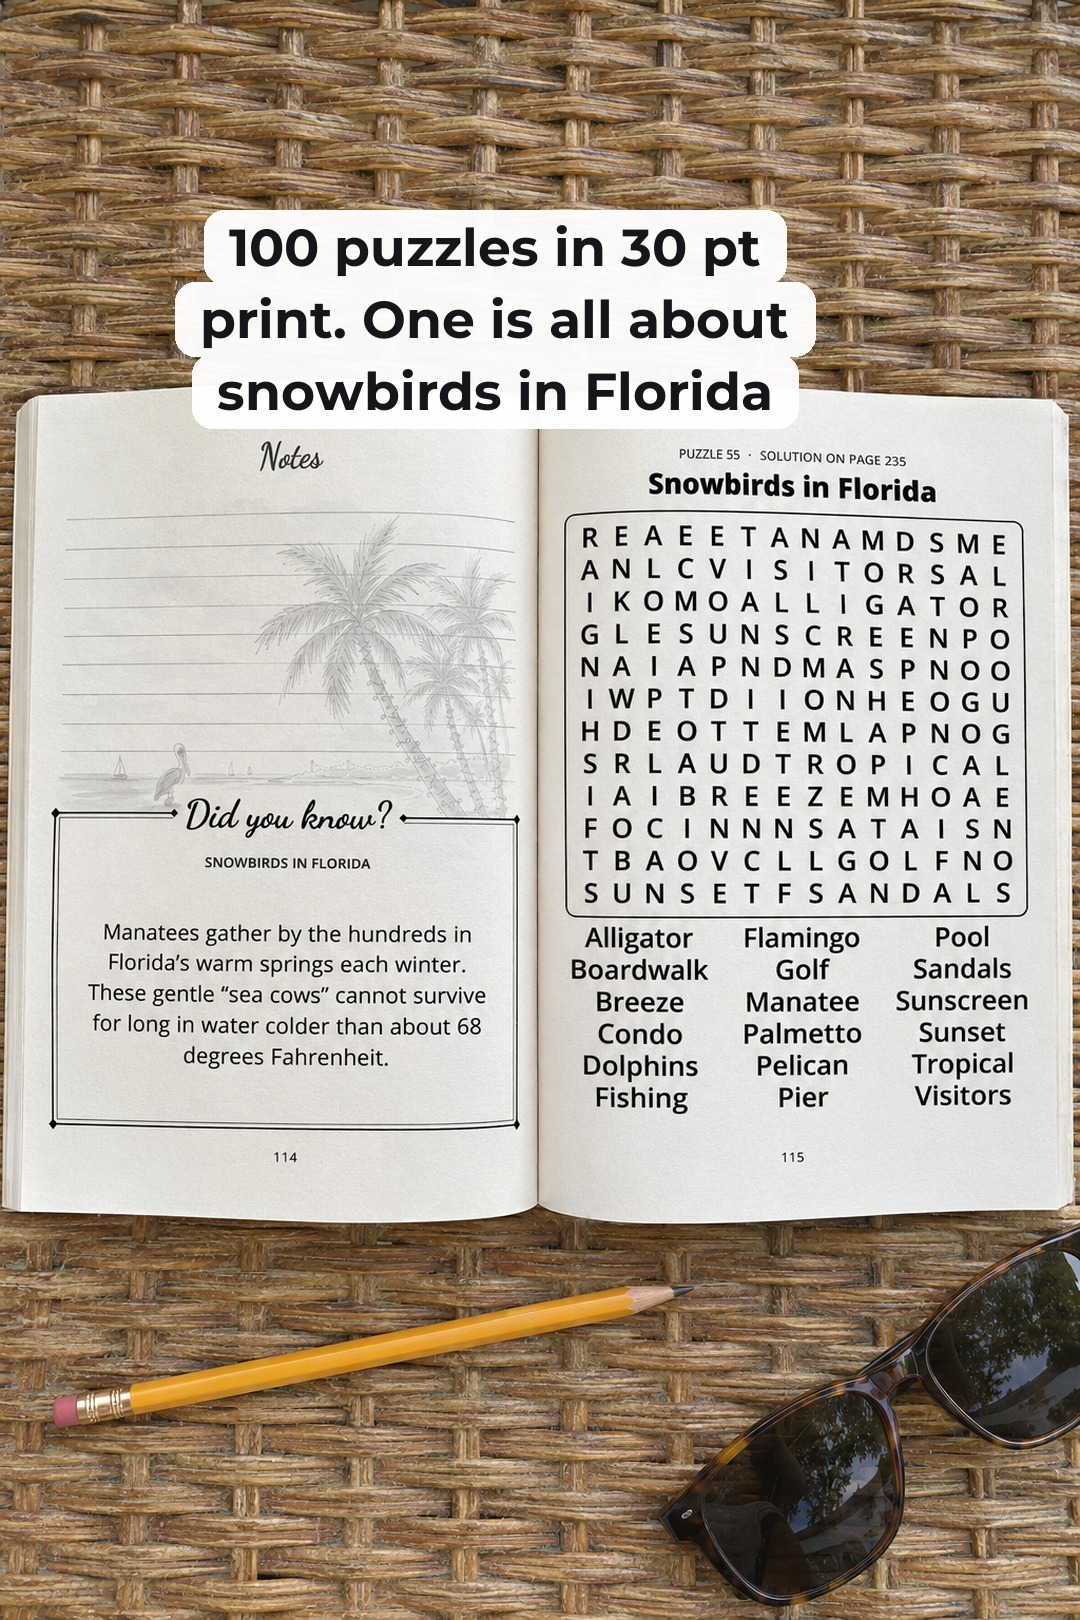 100 puzzles in 30 pt
print. One is all about
snowbirds in Florida
Notes
Did you know?
SNOWBIRDS IN FLORIDA
Manatees gather by the hundreds in
Florida’s warm springs each winter.
These gentle “sea cows” cannot survive
for long in water colder than about 68
degrees Fahrenheit.
114
PUZZLE 55 · SOLUTION ON PAGE 235
Snowbirds in Florida
R E A E E T A N A M D S M E
A N L C V I S I T O R S A L
I K O M O A L L I G A T O R
G L E S U N S C R E E N P O
N A I A P N D M A S P N O O
I W P T D I I O N H E O G U
H D E O T T E M L A P N O G
S R L A U D T R O P I C A L
I A I B R E E Z E M H O A E
F O C I N N N S A T A I S N
T B A O V C L L G O L F N O
S U N S E T F S A N D A L S
Alligator Flamingo Pool
Boardwalk Golf Sandals
Breeze Manatee Sunscreen
Condo Palmetto Sunset
Dolphins Pelican Tropical
Fishing Pier Visitors
115